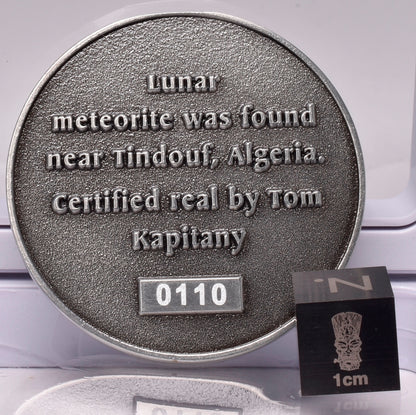 Lunar
meteorite was found
near Tindouf, Algeria.
Certified real by Tom
Kapitany
0110
N
1cm